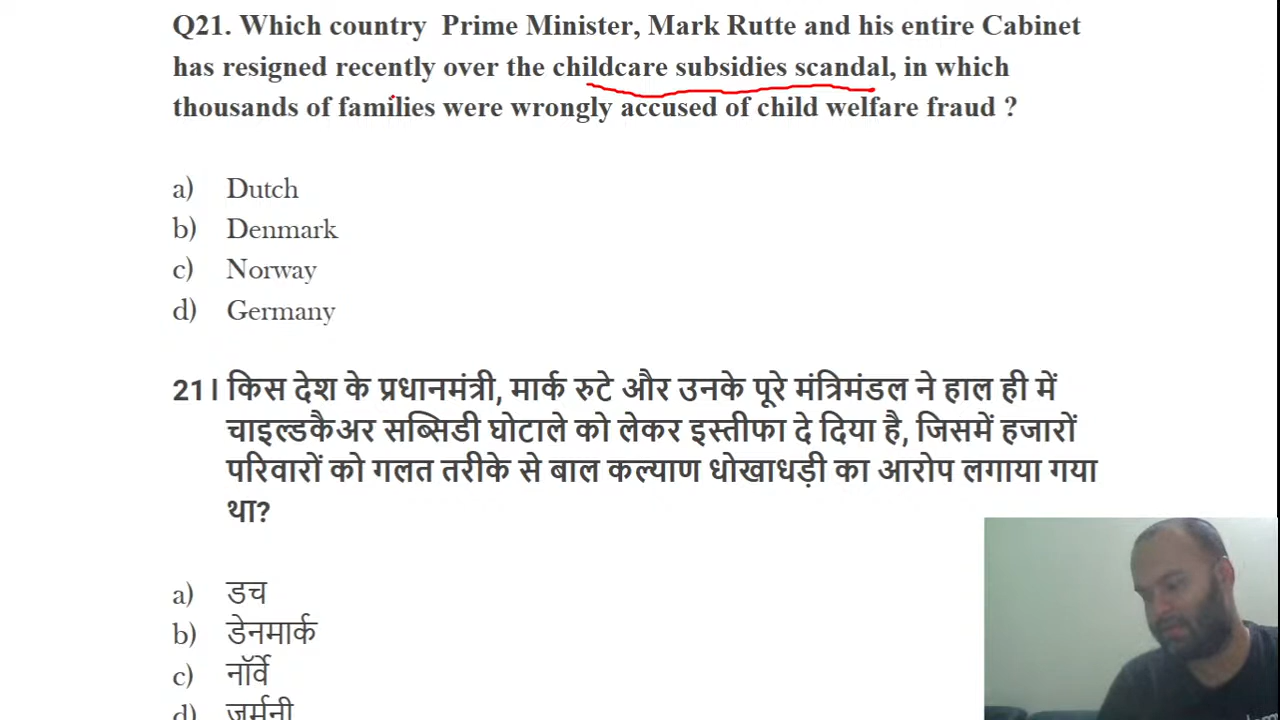 Q21. Which country Prime Minister, Mark Rutte and his entire Cabinet
has resigned recently over the childcare subsidies scandal, in which
thousands of families were wrongly accused of child welfare fraud ?
a) Dutch
b) Denmark
c) Norway
d) Germany
21। किस देश के प्रधानमंत्री, मार्क रुटे और उनके पूरे मंत्रिमंडल ने हाल ही में
चाइल्डकैअर सब्सिडी घोटाले को लेकर इस्तीफा दे दिया है, जिसमें हजारों
परिवारों को गलत तरीके से बाल कल्याण धोखाधड़ी का आरोप लगाया गया
था?
a) डच
b) डेनमार्क
c) नॉर्वे
d) जर्मनी